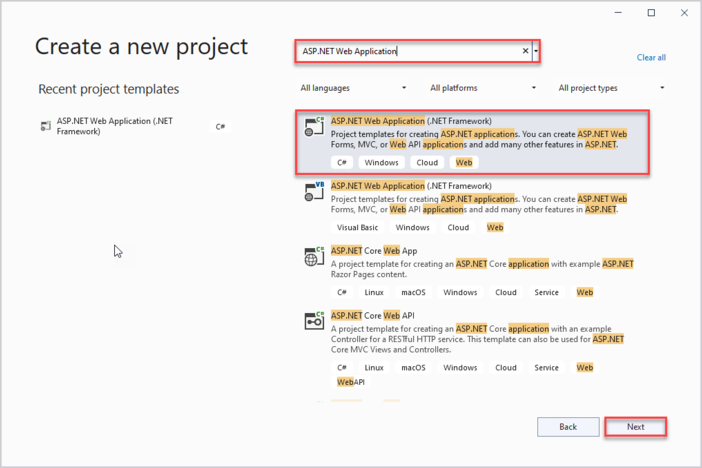 Create a new project
ASP.NET Web Application
Clear all
Recent project templates
All languages
All platforms
All project types
ASP.NET Web Application (.NET
Framework)
C#
ASP.NET Web Application (.NET Framework)
Project templates for creating ASP.NET applications. You can create ASP.NET Web
Forms, MVC, or Web API applications and add many other features in ASP.NET.
C# Windows Cloud Web
ASP.NET Web Application (.NET Framework)
Project templates for creating ASP.NET applications. You can create ASP.NET Web
Forms, MVC, or Web API applications and add many other features in ASP.NET.
Visual Basic Windows Cloud Web
ASP.NET Core Web App
A project template for creating an ASP.NET Core application with example ASP.NET
Razor Pages content.
C# Linux macOS Windows Cloud Service Web
ASP.NET Core Web API
A project template for creating an ASP.NET Core application with an example
Controller for a RESTful HTTP service. This template can also be used for ASP.NET
Core MVC Views and Controllers.
C# Linux macOS Windows Cloud Service Web
WebAPI
Back
Next